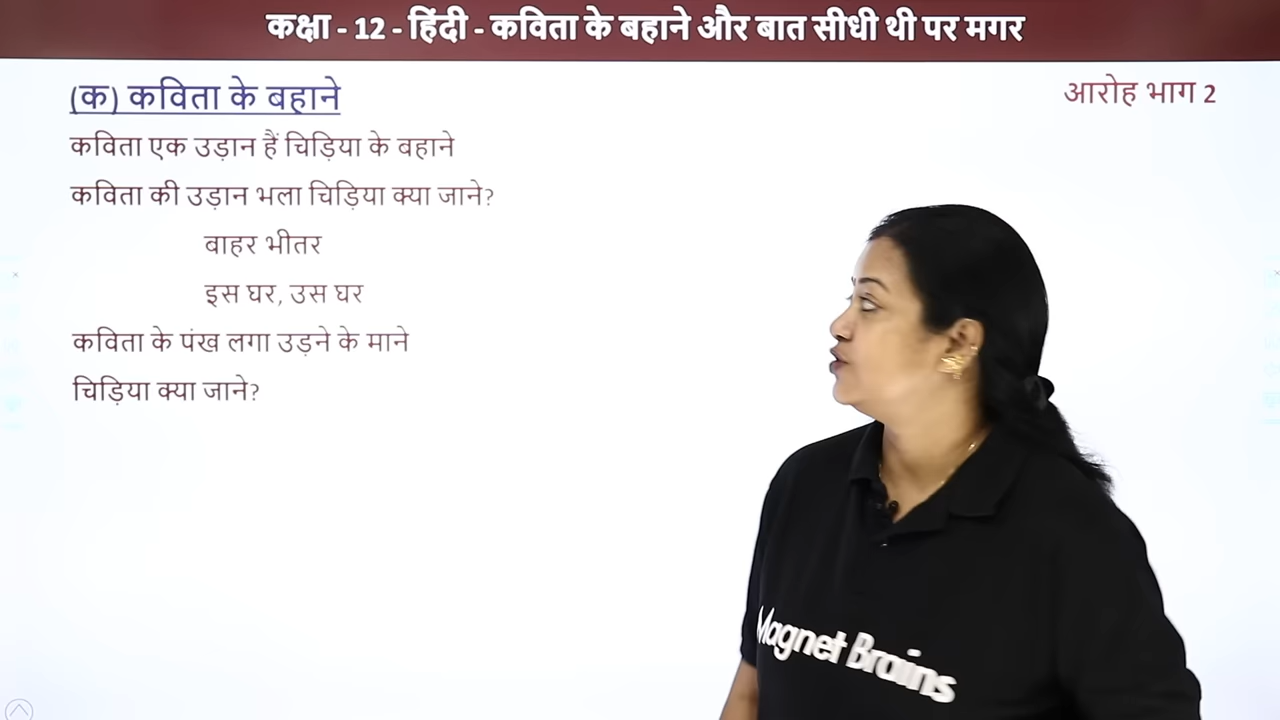 कक्षा - 12 - हिंदी - कविता के बहाने और बात सीधी थी पर मगर
(क) कविता के बहाने
आरोह भाग 2
कविता एक उड़ान हैं चिड़िया के बहाने
कविता की उड़ान भला चिड़िया क्या जाने?
बाहर भीतर
इस घर, उस घर
कविता के पंख लगा उड़ने के माने
चिड़िया क्या जाने?
Magnet Brains